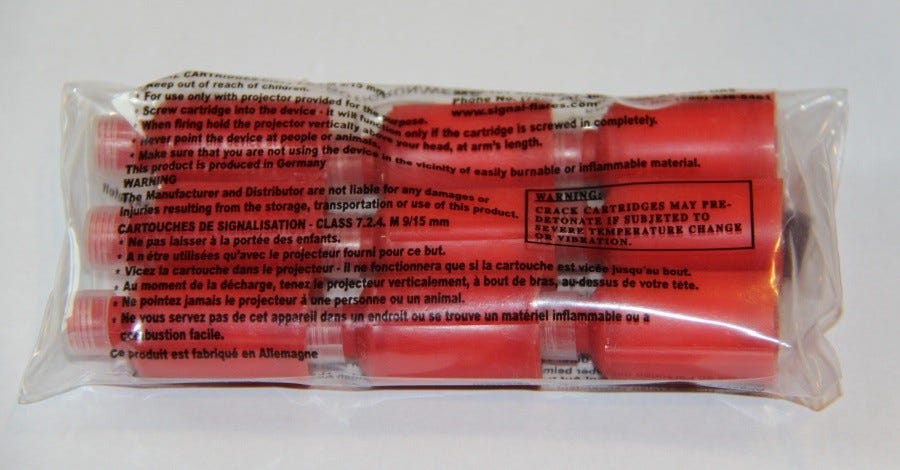 CARTRIDGES
9/15 mm
• Keep out of reach of children.
• For use only with projector provided for the purpose.
• Screw cartridge into the device - it will function only if the cartridge is screwed in completely.
• When firing hold the projector vertically above your head, at arm's length.
• Never point the device at people or animals.
• Make sure that you are not using the device in the vicinity of easily burnable or inflammable material.
This product is produced in Germany
WARNING
The Manufacturer and Distributor are not liable for any damages or
injuries resulting from the storage, transportation or use of this product.
CARTOUCHES DE SIGNALISATION - CLASS 7.2.4. M 9/15 mm
• Ne pas laisser à la portée des enfants.
• A n étre utilisées qu'avec le projecteur fourni pour ce but.
• Vicez la cartouche dans le projecteur - il ne fonctionnera que si la cartouche est vicée jusqu'au bout.
• Au moment de la décharge, tenez le projecteur verticalement, à bout de bras, au-dessus de votre tète.
• Ne pointez jamais le projecteur à une personne ou un animal.
• Ne vous servez pas de cet appareil dans un endroit ou se trouve un matériel inflammable ou a
combustion facile.
Ce produit est fabriqué en Allemagne
Phone No.
www.signal-flares.com
WARNING:
CRACK CARTRIDGES MAY PRE-
DETONATE IF SUBJETED TO
SEVERE TEMPERATURE CHANGE
OR VIBRATION.